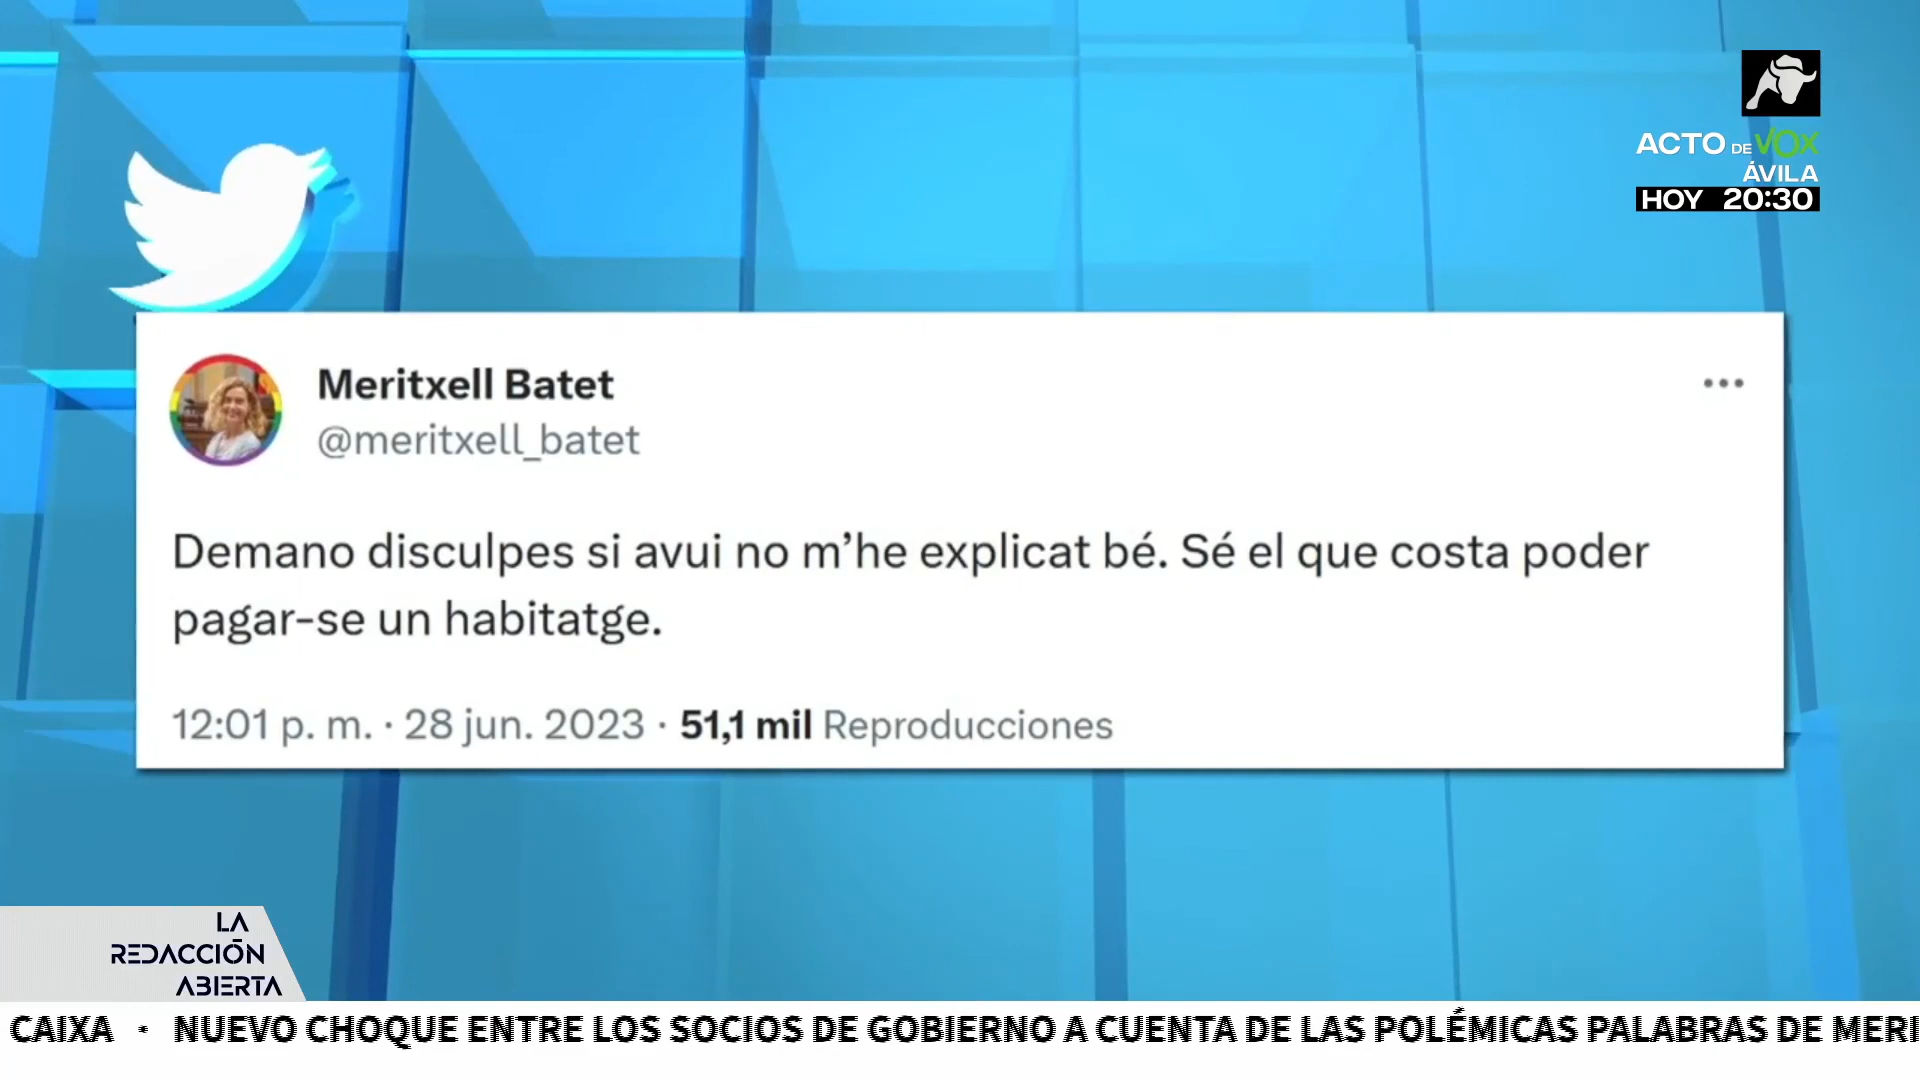 ACTO DE VOX
ÁVILA
HOY 20:30
Meritxell Batet
@meritxell_batet
Demano disculpes si avui no m’he explicat bé. Sé el que costa poder
pagar-se un habitatge.
12:01 p. m. · 28 jun. 2023 · 51,1 mil Reproducciones
LA
REDACCIÓN
ABIERTA
CAIXA · NUEVO CHOQUE ENTRE LOS SOCIOS DE GOBIERNO A CUENTA DE LAS POLÉMICAS PALABRAS DE MERI